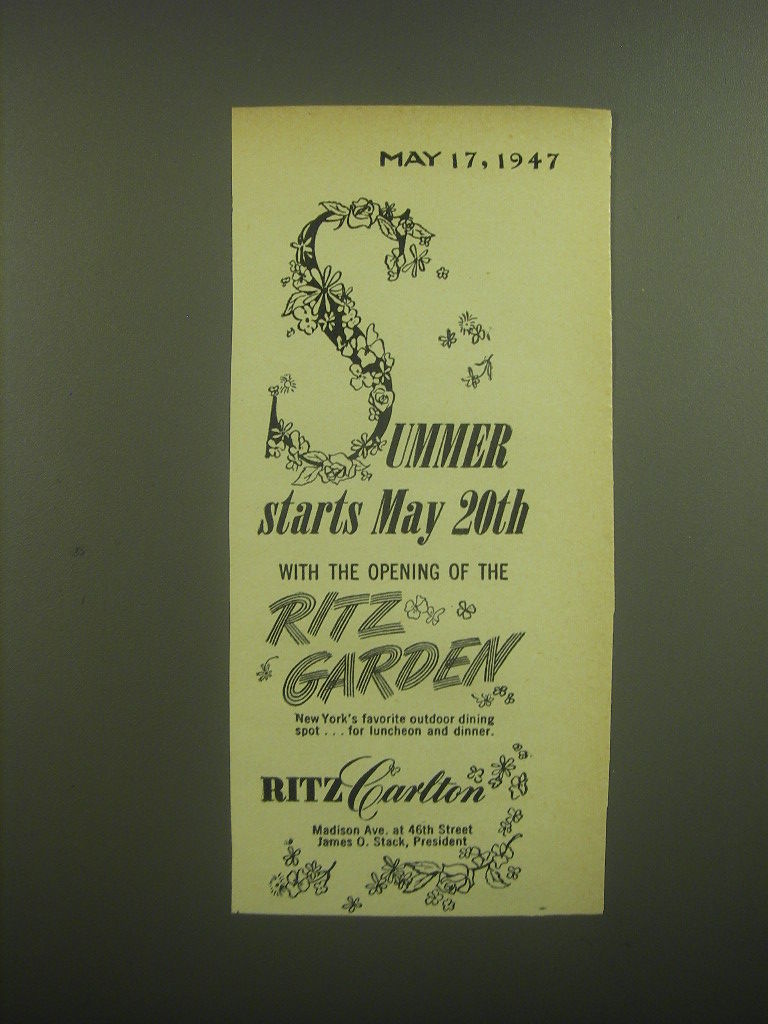 MAY 17, 1947
SUMMER
starts May 20th
WITH THE OPENING OF THE
RITZ
GARDEN
New York's favorite outdoor dining
spot . . . for luncheon and dinner.
RITZ Carlton
Madison Ave. at 46th Street
James O. Stack, President